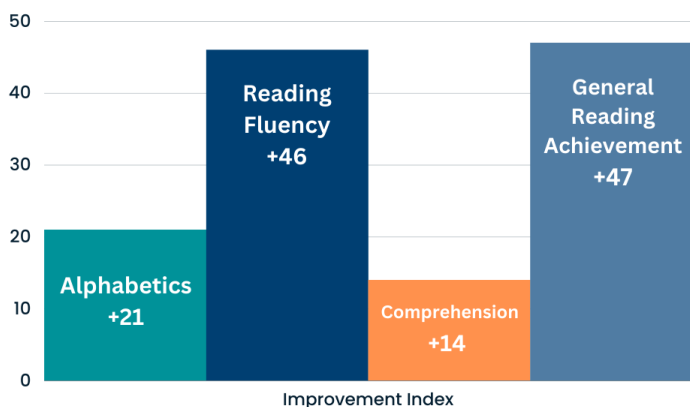 50
40
30
20
10
0
Alphabetics
+21
Reading
Fluency
+46
Comprehension
+14
General
Reading
Achievement
+47
Improvement Index